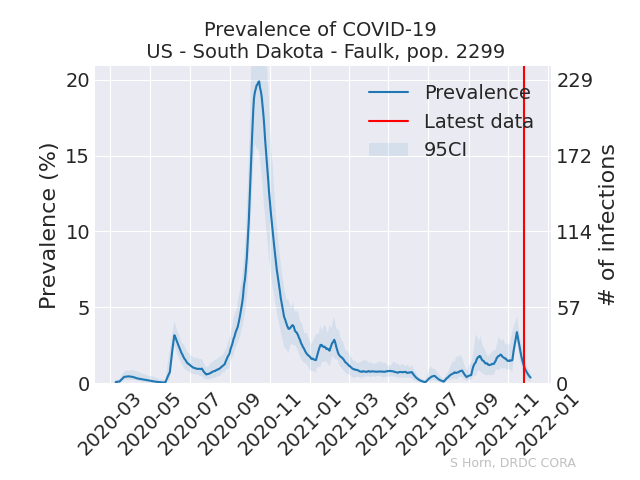 Prevalence of COVID-19
US - South Dakota - Faulk, pop. 2299
Prevalence (%)
20
15
10
5
0
Prevalence
Latest data
95CI
229
172
114
57
0
# of infections
2020-03
2020-05
2020-07
2020-09
2020-11
2021-01
2021-03
2021-05
2021-07
2021-09
2021-11
2022-01
S Horn, DRDC CORA